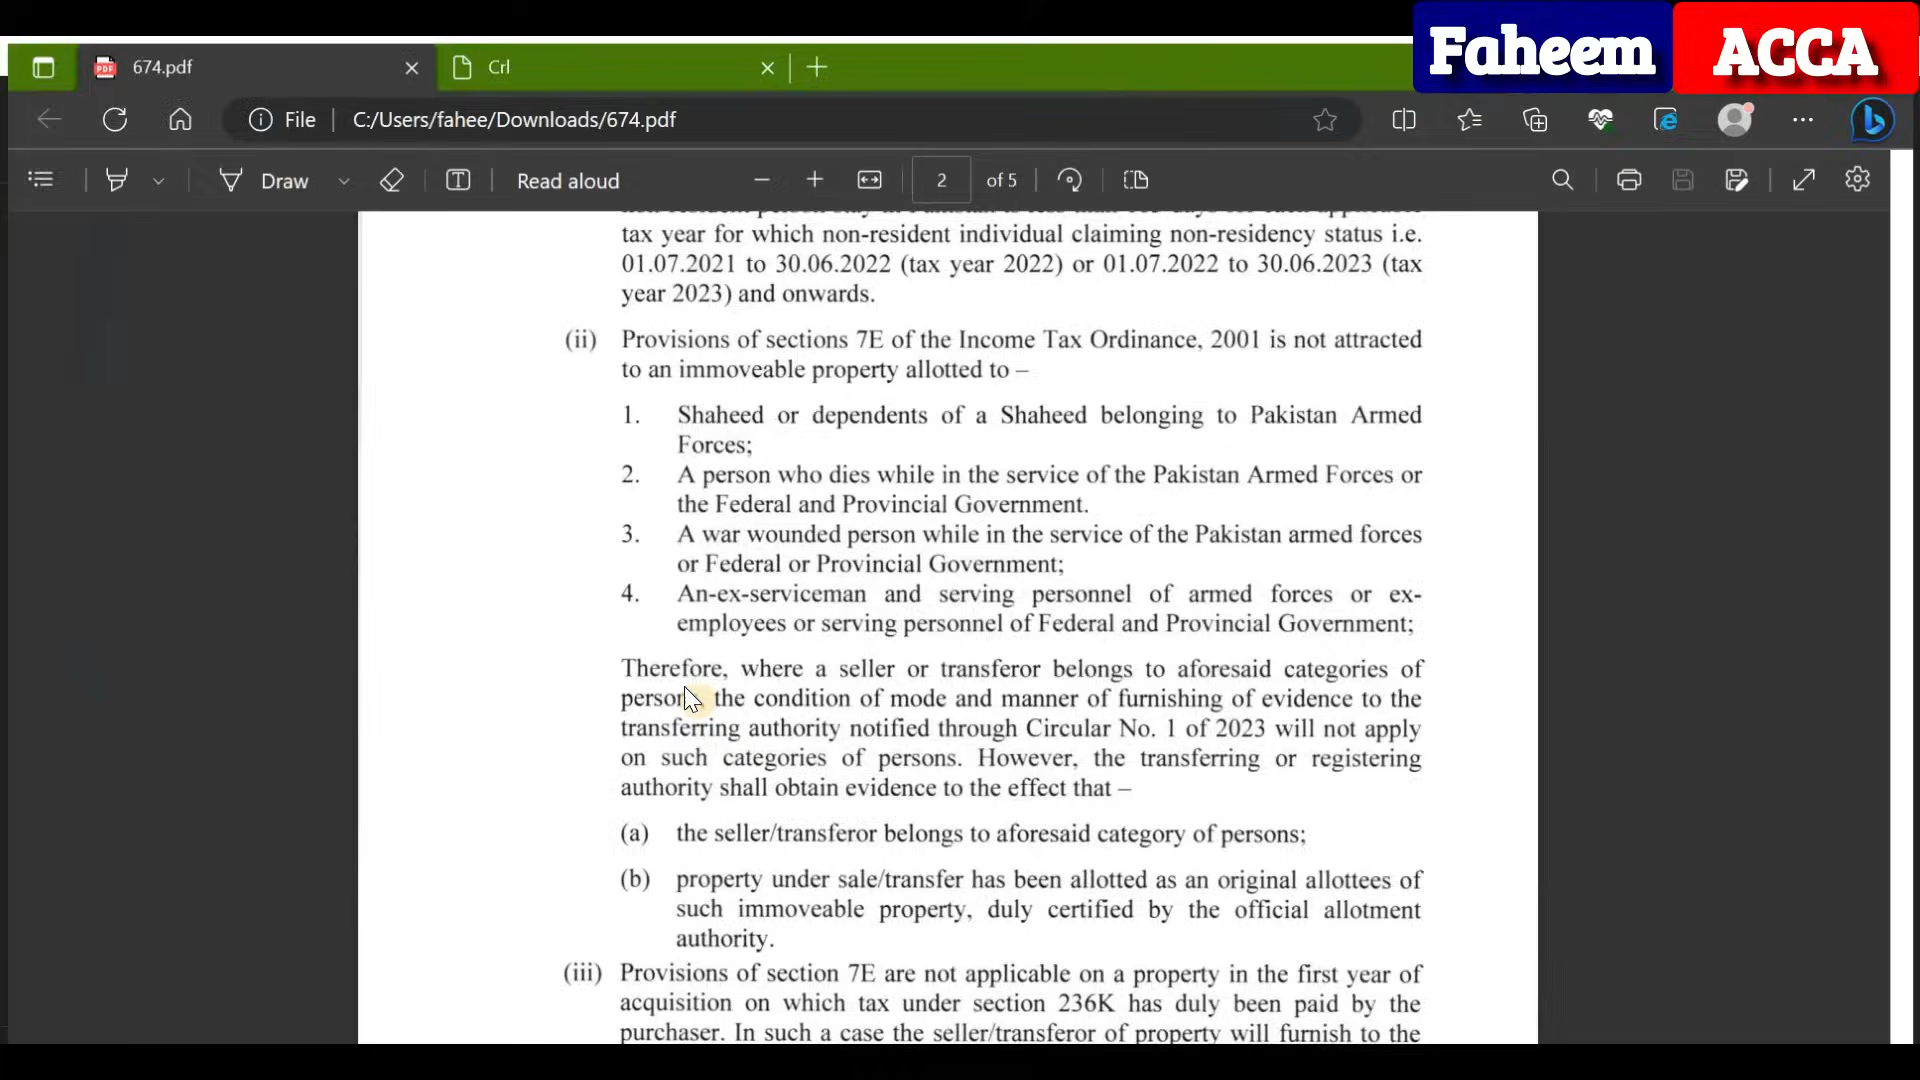 Faheem ACCA
674.pdf
Crl
File
C:/Users/fahee/Downloads/674.pdf
Draw
Read aloud
2 of 5
tax year for which non-resident individual claiming non-residency status i.e.
01.07.2021 to 30.06.2022 (tax year 2022) or 01.07.2022 to 30.06.2023 (tax
year 2023) and onwards.
(ii) Provisions of sections 7E of the Income Tax Ordinance, 2001 is not attracted
to an immoveable property allotted to –
1. Shaheed or dependents of a Shaheed belonging to Pakistan Armed
Forces;
2. A person who dies while in the service of the Pakistan Armed Forces or
the Federal and Provincial Government.
3. A war wounded person while in the service of the Pakistan armed forces
or Federal or Provincial Government;
4. An-ex-serviceman and serving personnel of armed forces or ex-
employees or serving personnel of Federal and Provincial Government;
Therefore, where a seller or transferor belongs to aforesaid categories of
the condition of mode and manner of furnishing of evidence to the
transferring authority notified through Circular No. 1 of 2023 will not apply
on such categories of persons. However, the transferring or registering
authority shall obtain evidence to the effect that –
(a) the seller/transferor belongs to aforesaid category of persons;
(b) property under sale/transfer has been allotted as an original allottees of
such immoveable property, duly certified by the official allotment
authority.
(iii) Provisions of section 7E are not applicable on a property in the first year of
acquisition on which tax under section 236K has duly been paid by the
purchaser. In such a case the seller/transferor of property will furnish to the